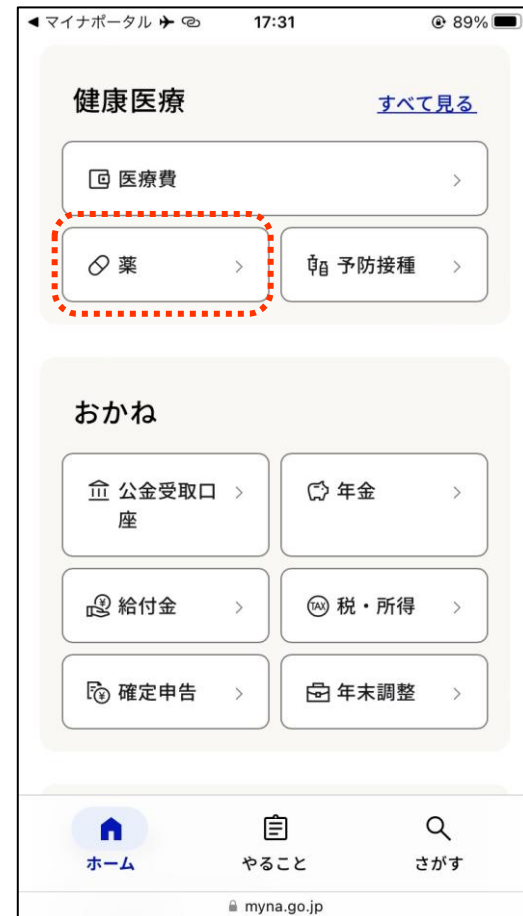 ◀ マイナポータル 17:31 89%
健康医療 すべて見る
医療費
薬 予防接種
おかね
公金受取口座 年金
給付金 税・所得
確定申告 年末調整
ホーム やること さがす
myna.go.jp